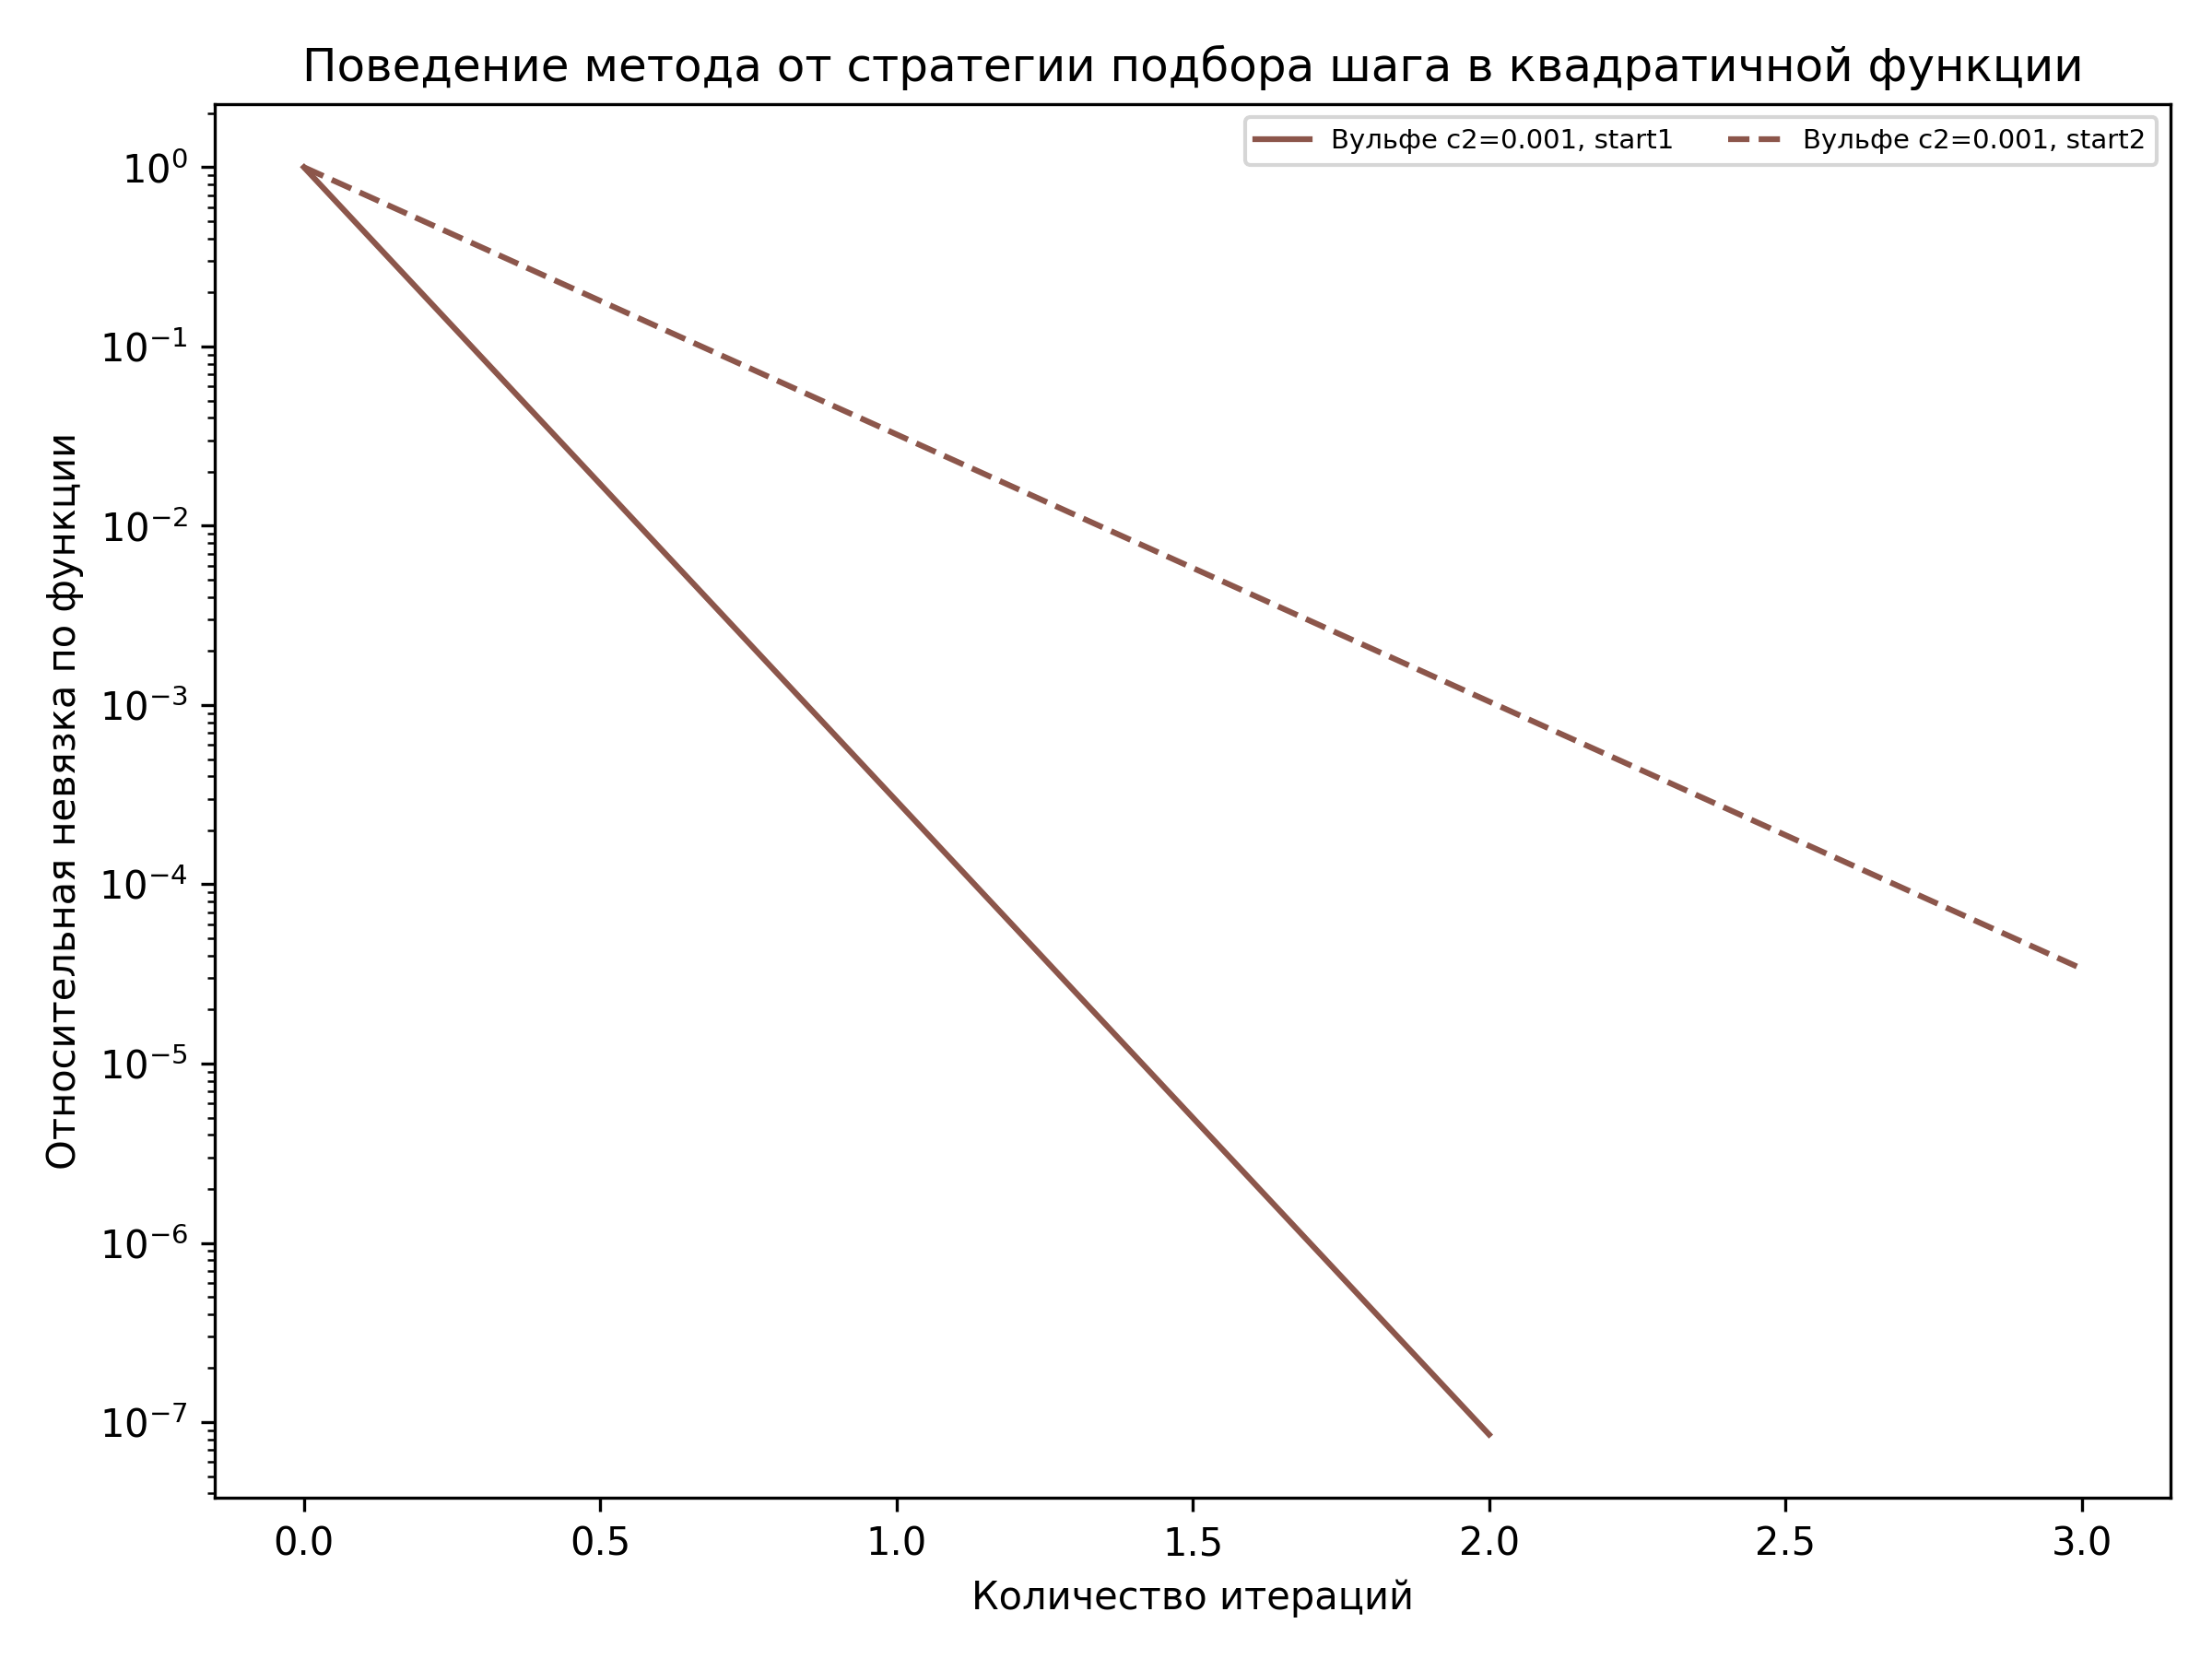 Поведение метода от стратегии подбора шага в квадратичной функции
Вульфе c2=0.001, start1
Вульфе c2=0.001, start2
Относительная невязка по функции
10^0
10^−1
10^−2
10^−3
10^−4
10^−5
10^−6
10^−7
0.0 0.5 1.0 1.5 2.0 2.5 3.0
Количество итераций